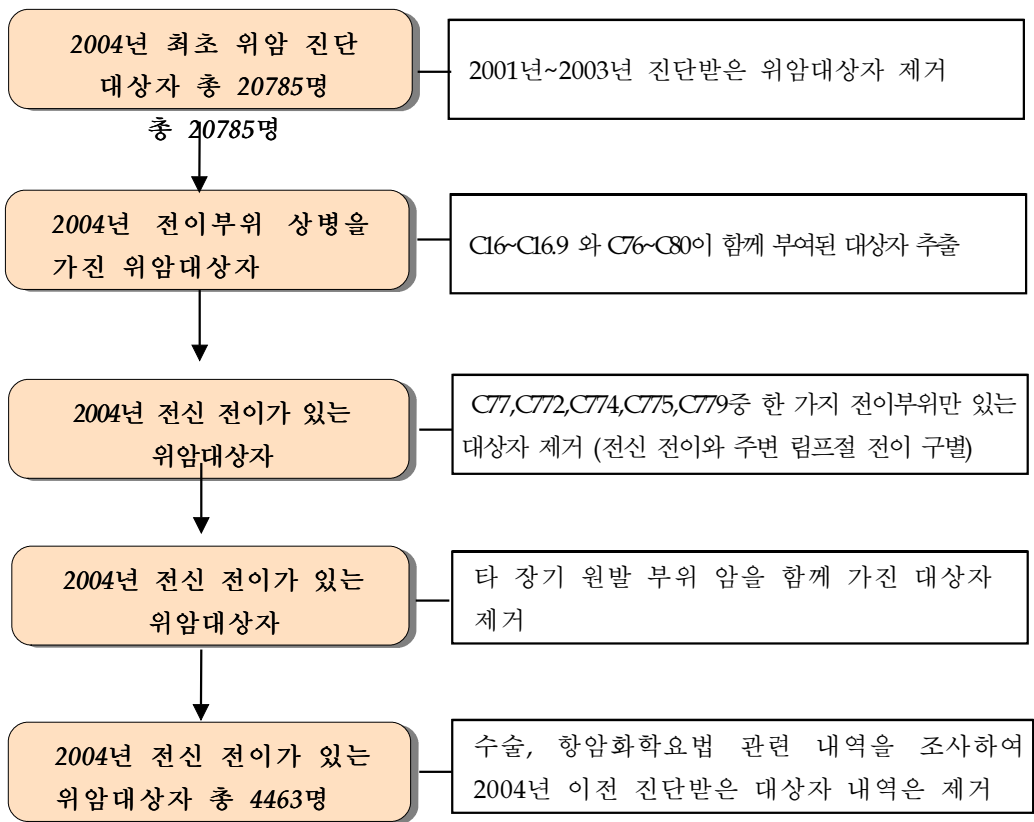 2004년 최초 위암 진단
대상자 총 20785명
총 20785명
2001년~2003년 진단받은 위암대상자 제거
2004년 전이부위 상병을
가진 위암대상자
C16~C16.9 와 C76~C80이 함께 부여된 대상자 추출
2004년 전신 전이가 있는
위암대상자
C77,C772,C774,C775,C779중 한 가지 전이부위만 있는
대상자 제거 (전신 전이와 주변 림프절 전이 구별)
2004년 전신 전이가 있는
위암대상자
타 장기 원발 부위 암을 함께 가진 대상자
제거
2004년 전신 전이가 있는
위암대상자 총 4463명
수술, 항암화학요법 관련 내역을 조사하여
2004년 이전 진단받은 대상자 내역은 제거